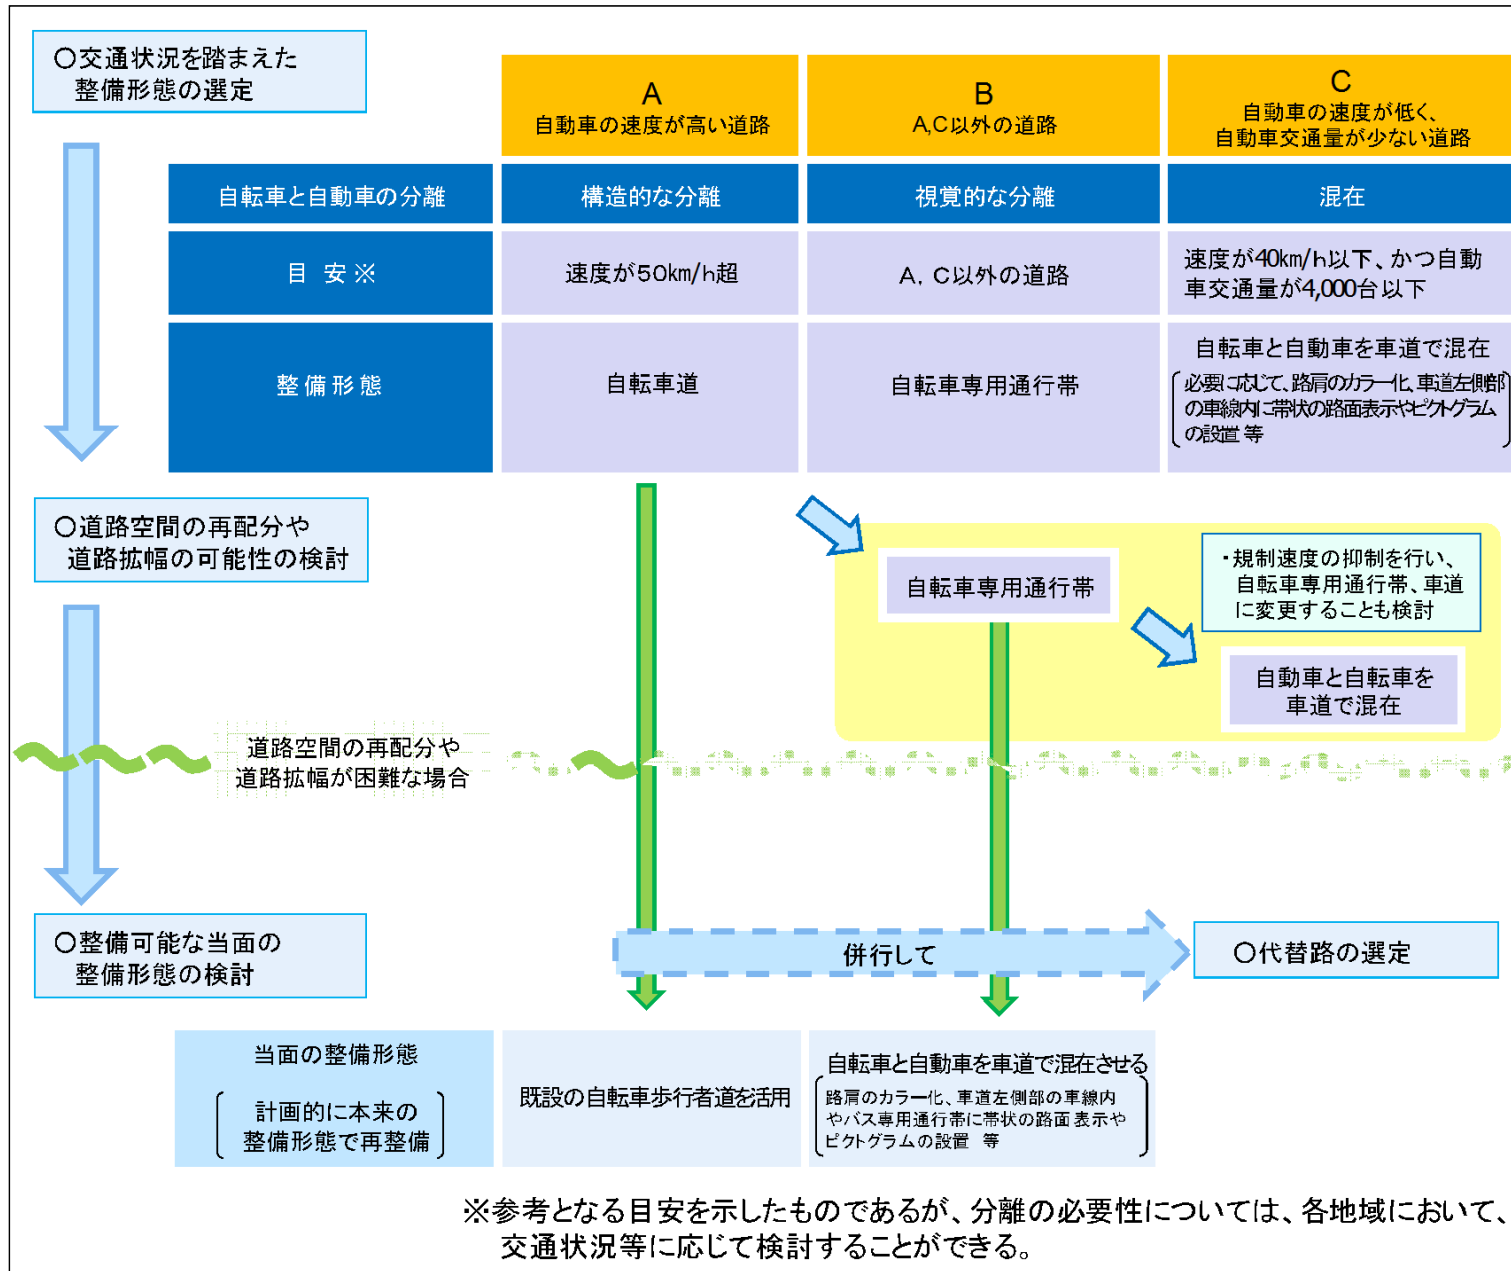 〇交通状況を踏まえた
整備形態の選定
A
自動車の速度が高い道路
B
A,C以外の道路
C
自動車の速度が低く、
自動車交通量が少ない道路
自転車と自動車の分離
構造的な分離
視覚的な分離
混在
目 安※
速度が50km/h超
A, C以外の道路
速度が40km/h以下、かつ自動
車交通量が4,000台以下
整備形態
自転車道
自転車専用通行帯
自転車と自動車を車道で混在
必要に応じて、路肩のカラー化、車道左側部
の車線内に帯状の路面表示やピクトグラム
の設置 等
〇道路空間の再配分や
道路拡幅の可能性の検討
自転車専用通行帯
・規制速度の抑制を行い、
自転車専用通行帯、車道
に変更することも検討
自動車と自転車を
車道で混在
道路空間の再配分や
道路拡幅が困難な場合
〇整備可能な当面の
整備形態の検討
併行して
〇代替路の選定
当面の整備形態
計画的に本来の
整備形態で再整備
既設の自転車歩行者道を活用
自転車と自動車を車道で混在させる
路肩のカラー化、車道左側部の車線内
やバス専用通行帯に帯状の路面表示や
ピクトグラムの設置 等
※参考となる目安を示したものであるが、分離の必要性については、各地域において、
交通状況等に応じて検討することができる。